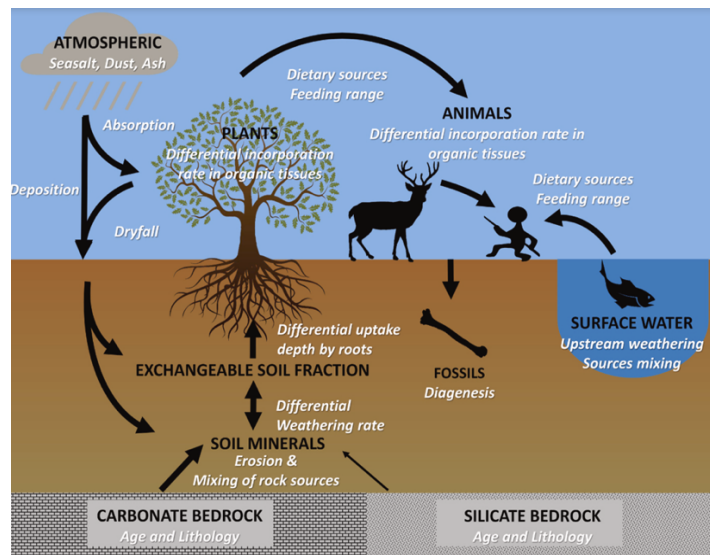 ATMOSPHERIC
Seasalt, Dust, Ash
Dietary sources
Feeding range
ANIMALS
Differential incorporation rate in
organic tissues
Absorption
PLANTS
Differential incorporation
rate in organic tissues
Dietary sources
Feeding range
Deposition
Dryfall
Differential uptake
depth by roots
EXCHANGEABLE SOIL FRACTION
FOSSILS
Diagenesis
SURFACE WATER
Upstream weathering
Sources mixing
Differential
Weathering rate
SOIL MINERALS
Erosion &
Mixing of rock sources
CARBONATE BEDROCK
Age and Lithology
SILICATE BEDROCK
Age and Lithology